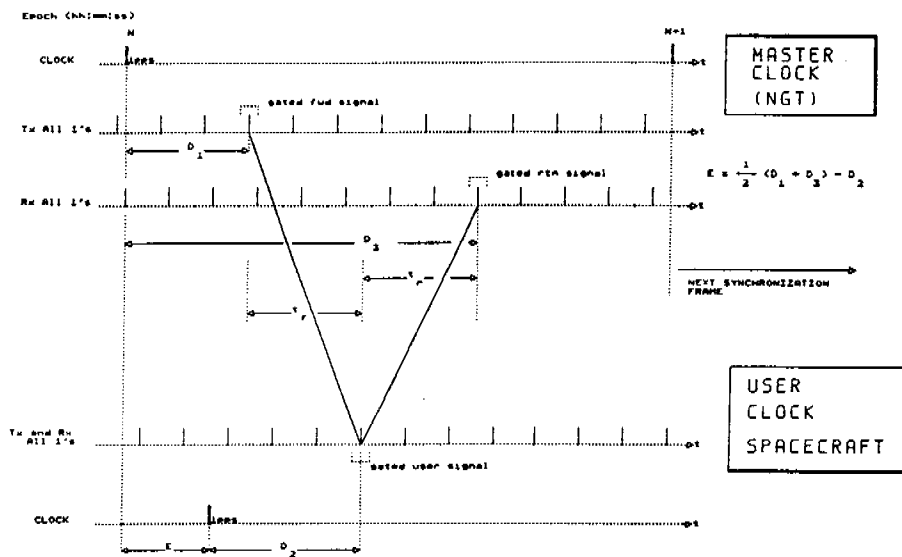 Epoch (hh:mm:ss)
N
N+1
CLOCK
1PPS
t
MASTER
CLOCK
(NGT)
gated fwd signal
Tx All 1's
t
D1
E = 1/2 (D1 + D3) - D2
gated rtn signal
Rx All 1's
t
D3
tr
NEXT SYNCHRONIZATION
FRAME
USER
CLOCK
SPACECRAFT
Tx and Rx
All 1's
t
gated user signal
CLOCK
1PPS
t
E
D2